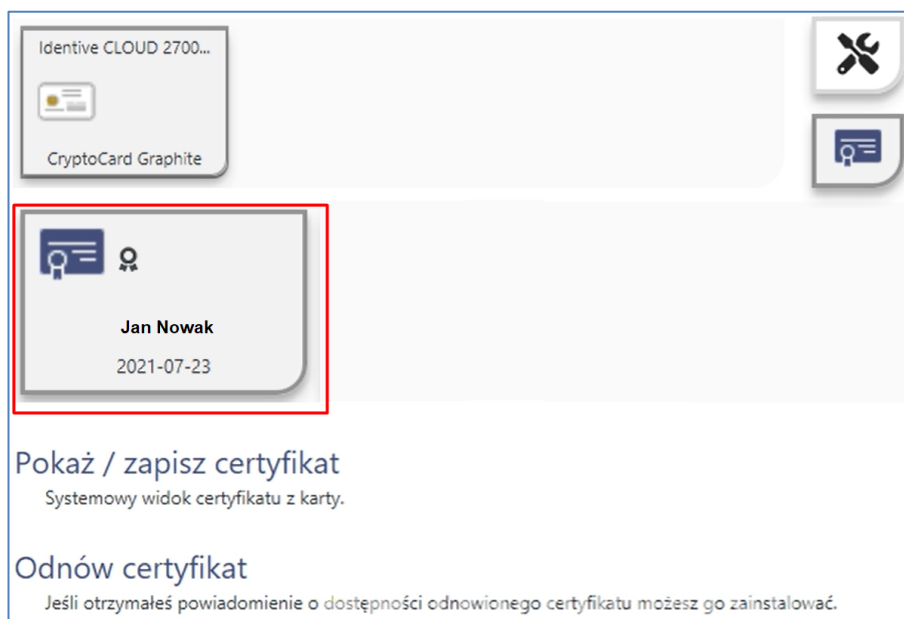 Identive CLOUD 2700...
CryptoCard Graphite
Jan Nowak
2021-07-23
Pokaż / zapisz certyfikat
Systemowy widok certyfikatu z karty.
Odnów certyfikat
Jeśli otrzymałeś powiadomienie o dostępności odnowionego certyfikatu możesz go zainstalować.